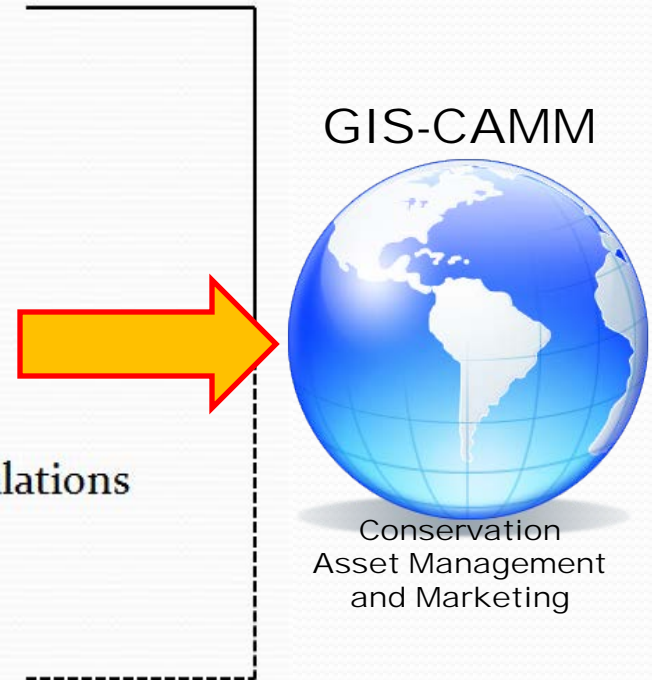 GIS-CAMM
lations
Conservation
Asset Management
and Marketing